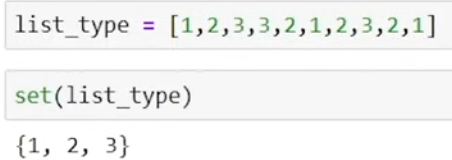 list_type = [1,2,3,3,2,1,2,3,2,1]
set(list_type)
{1, 2, 3}